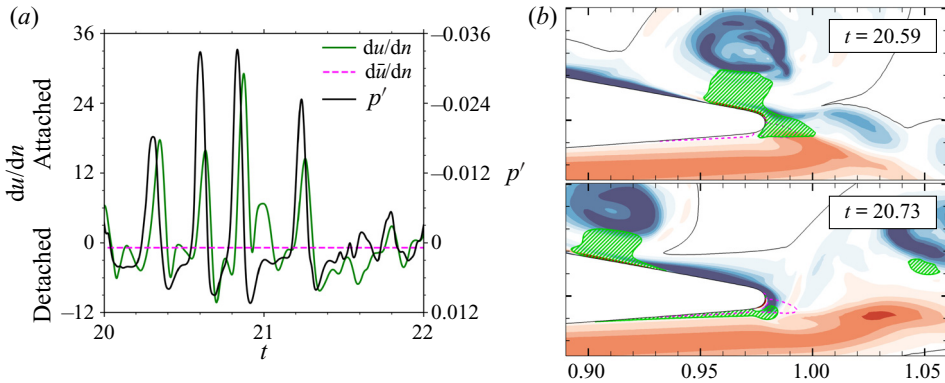 (a)
36
24
12
0
−12
Attached
Detached
du/dn
20
21
22
t
du/dn
dū/dn
p′
−0.036
−0.024
−0.012
0
0.012
p′
(b)
t = 20.59
t = 20.73
0.90
0.95
1.00
1.05